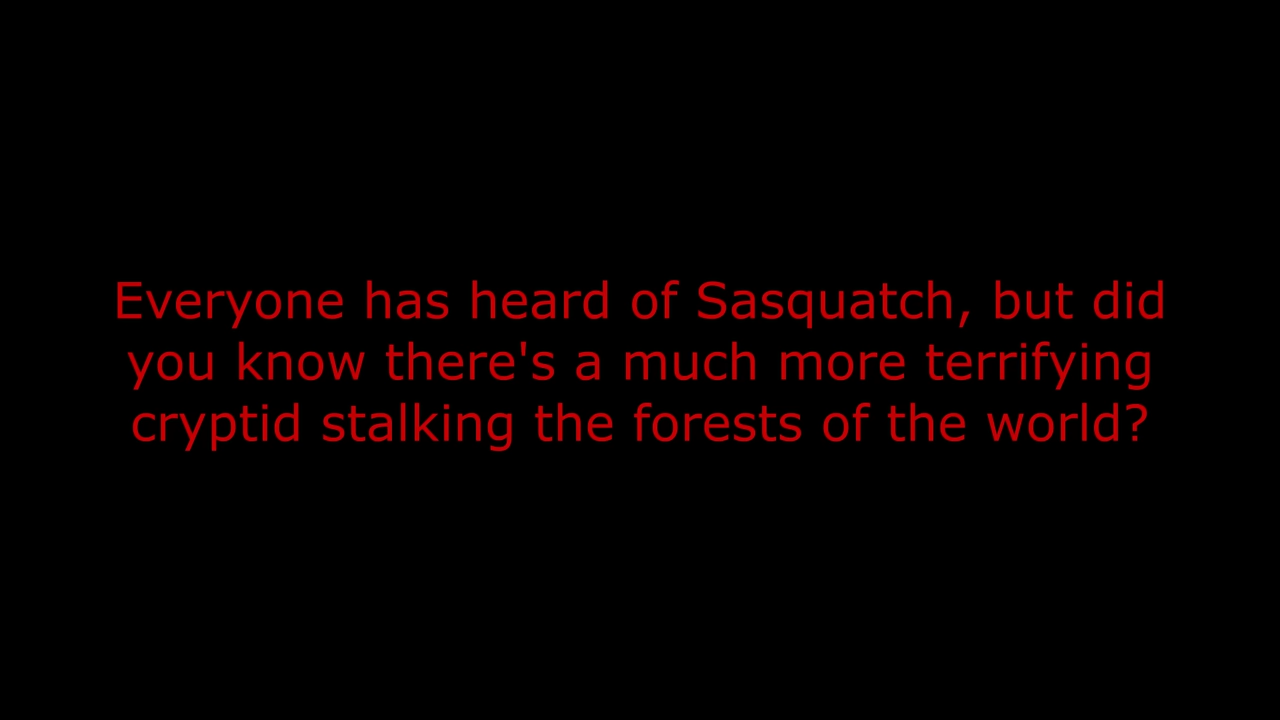 Everyone has heard of Sasquatch, but did
you know there's a much more terrifying
cryptid stalking the forests of the world?